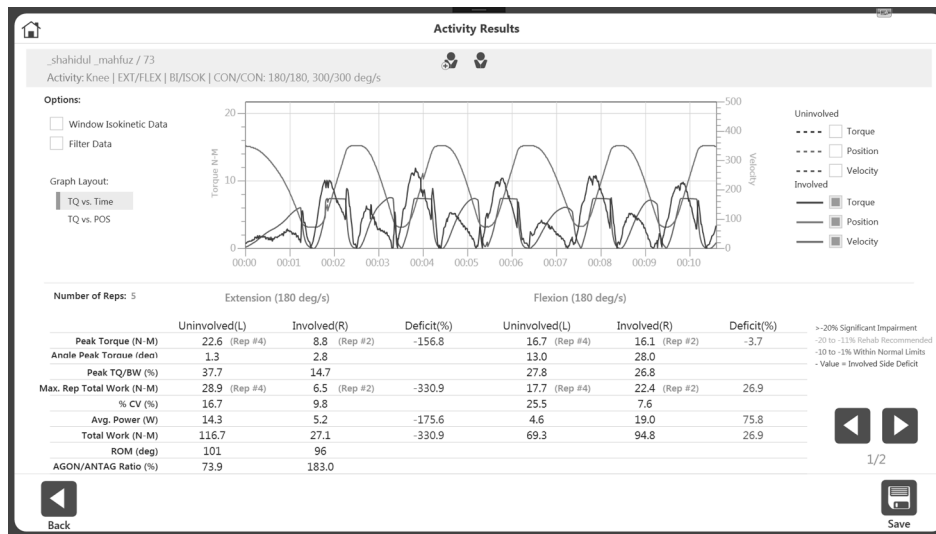 Activity Results
_shahidul _mahfuz / 73
Activity: Knee | EXT/FLEX | BI/ISOK | CON/CON: 180/180, 300/300 deg/s
Options:
Window Isokinetic Data
Filter Data
Graph Layout:
TQ vs. Time
TQ vs. POS
Torque N-M
20
10
0
500
400
300
200
100
0
Velocity
00:00 00:01 00:02 00:03 00:04 00:05 00:06 00:07 00:08 00:09 00:10
Uninvolved
Torque
Position
Velocity
Involved
Torque
Position
Velocity
Number of Reps: 5
Extension (180 deg/s) Flexion (180 deg/s)
Uninvolved(L) Involved(R) Deficit(%) Uninvolved(L) Involved(R) Deficit(%)
Peak Torque (N-M) 22.6 (Rep #4) 8.8 (Rep #2) -156.8 16.7 (Rep #4) 16.1 (Rep #2) -3.7
Angle Peak Torque (deg) 1.3 2.8 13.0 28.0
Peak TQ/BW (%) 37.7 14.7 27.8 26.8
Max. Rep Total Work (N-M) 28.9 (Rep #4) 6.5 (Rep #2) -330.9 17.7 (Rep #4) 22.4 (Rep #2) 26.9
% CV (%) 16.7 9.8 25.5 7.6
Avg. Power (W) 14.3 5.2 -175.6 4.6 19.0 75.8
Total Work (N-M) 116.7 27.1 -330.9 69.3 94.8 26.9
ROM (deg) 101 96
AGON/ANTAG Ratio (%) 73.9 183.0
>-20% Significant Impairment
-20 to -11% Rehab Recommended
-10 to -1% Within Normal Limits
- Value = Involved Side Deficit
1/2
Back
Save